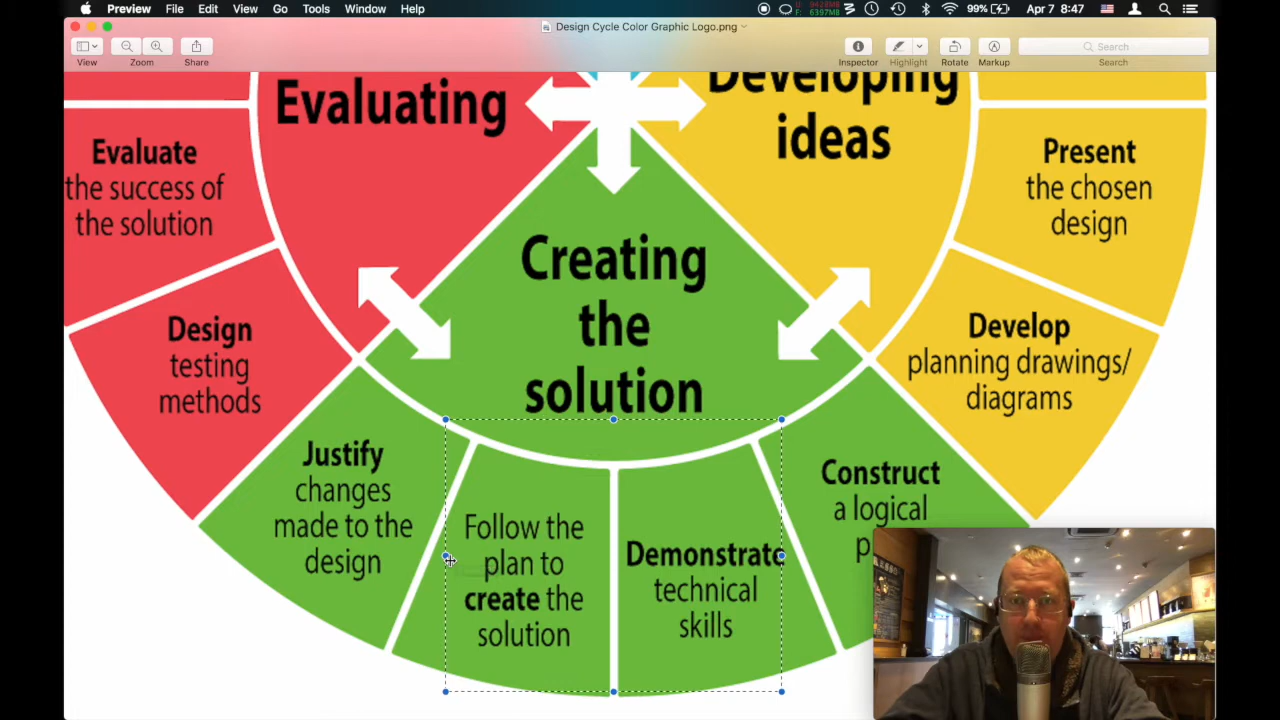 Preview File Edit View Go Tools Window Help
99% Apr 7 8:47
Design Cycle Color Graphic Logo.png
View Zoom Share Inspector Highlight Rotate Markup Search
Search
Evaluating
Developing
ideas
Evaluate
the success of
the solution
Present
the chosen
design
Creating
the
solution
Design
testing
methods
Develop
planning drawings/
diagrams
Justify
changes
made to the
design
Follow the
plan to
create the
solution
Demonstrate
technical
skills
Construct
a logical